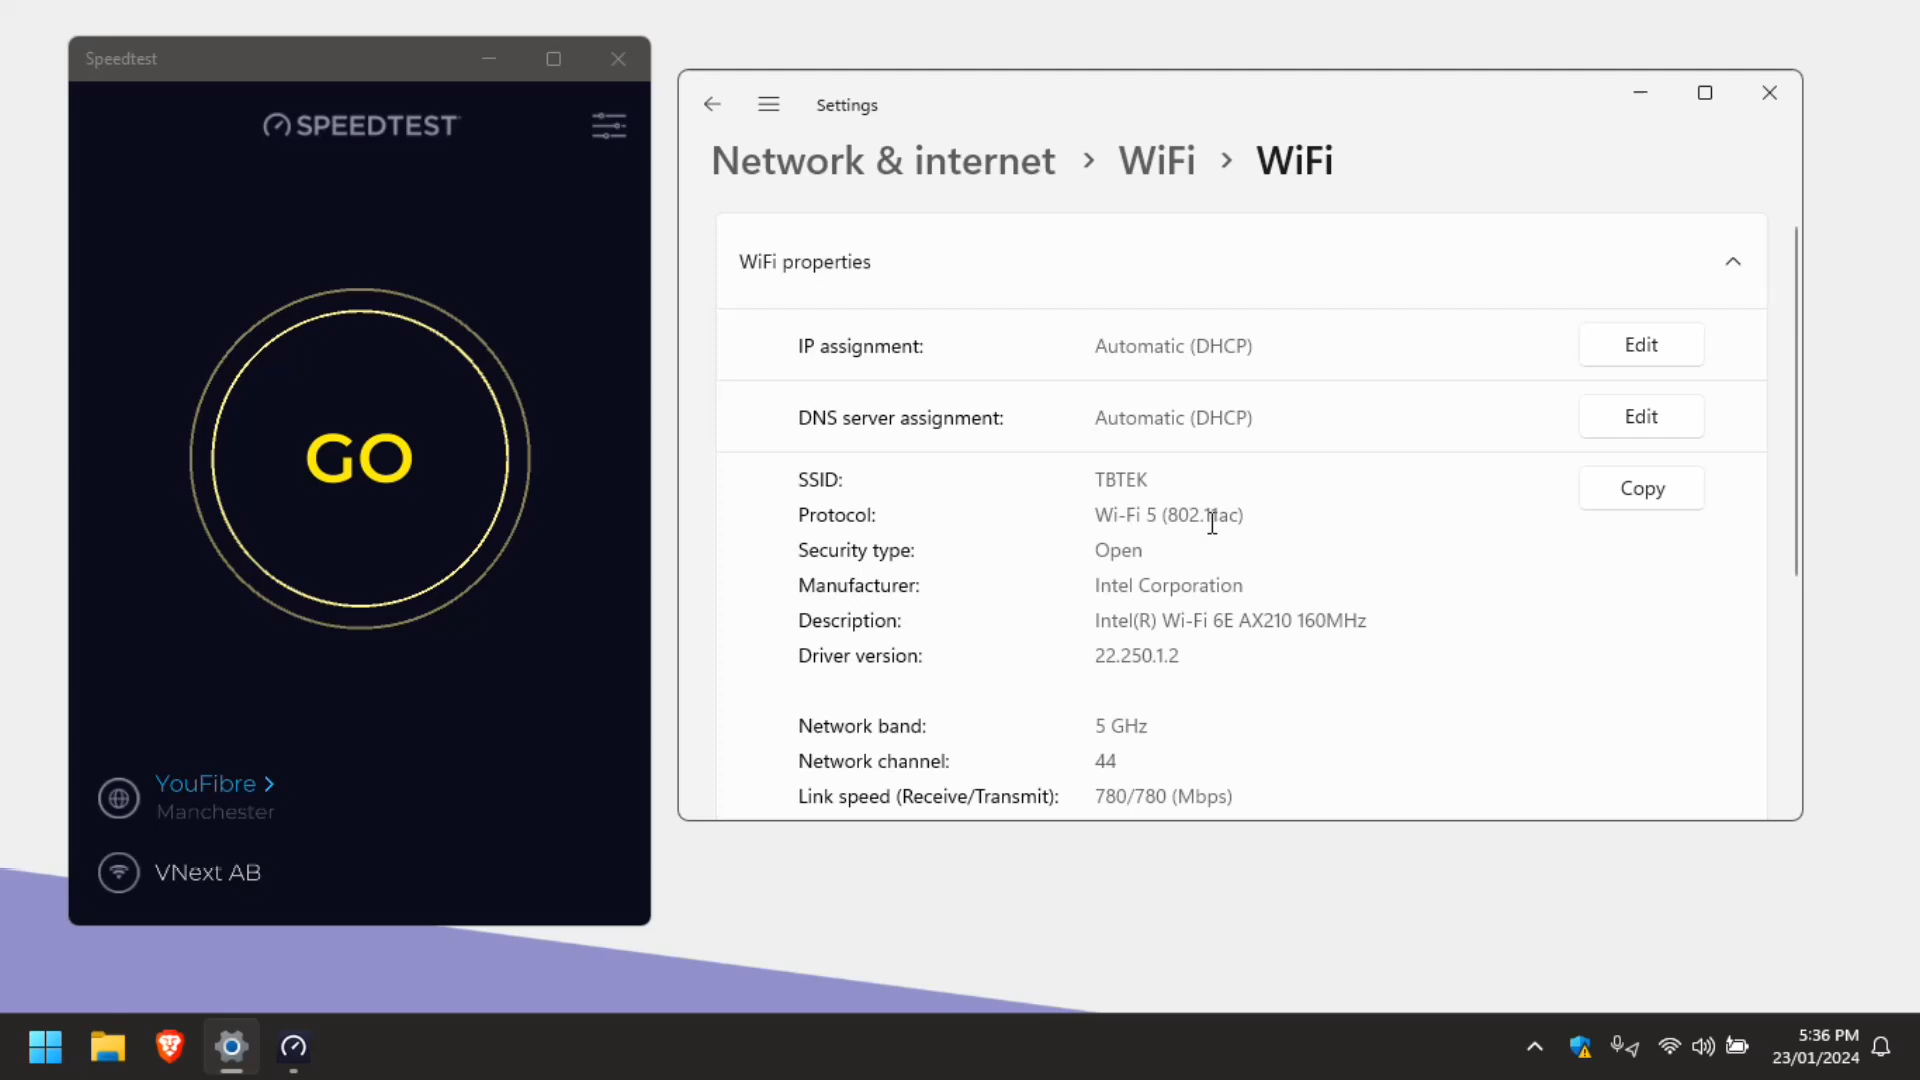 Speedtest
SPEEDTEST
GO
YouFibre
Manchester
VNext AB
Settings
Network & internet > WiFi > WiFi
WiFi properties
IP assignment: Automatic (DHCP) Edit
DNS server assignment: Automatic (DHCP) Edit
SSID: TBTEK Copy
Protocol: Wi-Fi 5 (802.11ac)
Security type: Open
Manufacturer: Intel Corporation
Description: Intel(R) Wi-Fi 6E AX210 160MHz
Driver version: 22.250.1.2
Network band: 5 GHz
Network channel: 44
Link speed (Receive/Transmit): 780/780 (Mbps)
5:36 PM
23/01/2024